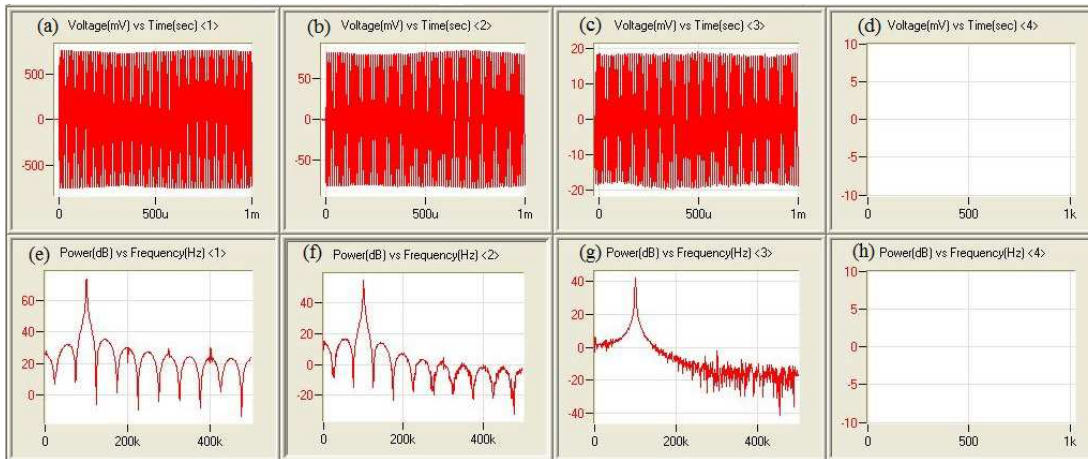 (a) Voltage(mV) vs Time(sec) <1>
500
0
-500
0 500u 1m
(b) Voltage(mV) vs Time(sec) <2>
50
0
-50
0 500u 1m
(c) Voltage(mV) vs Time(sec) <3>
20
10
0
-10
-20
0 500u 1m
(d) Voltage(mV) vs Time(sec) <4>
10
5
0
-5
-10
0 500 1k
(e) Power(dB) vs Frequency(Hz) <1>
60
40
20
0
0 200k 400k
(f) Power(dB) vs Frequency(Hz) <2>
40
20
0
-20
0 200k 400k
(g) Power(dB) vs Frequency(Hz) <3>
40
20
0
-20
-40
0 200k 400k
(h) Power(dB) vs Frequency(Hz) <4>
10
5
0
-5
-10
0 500 1k